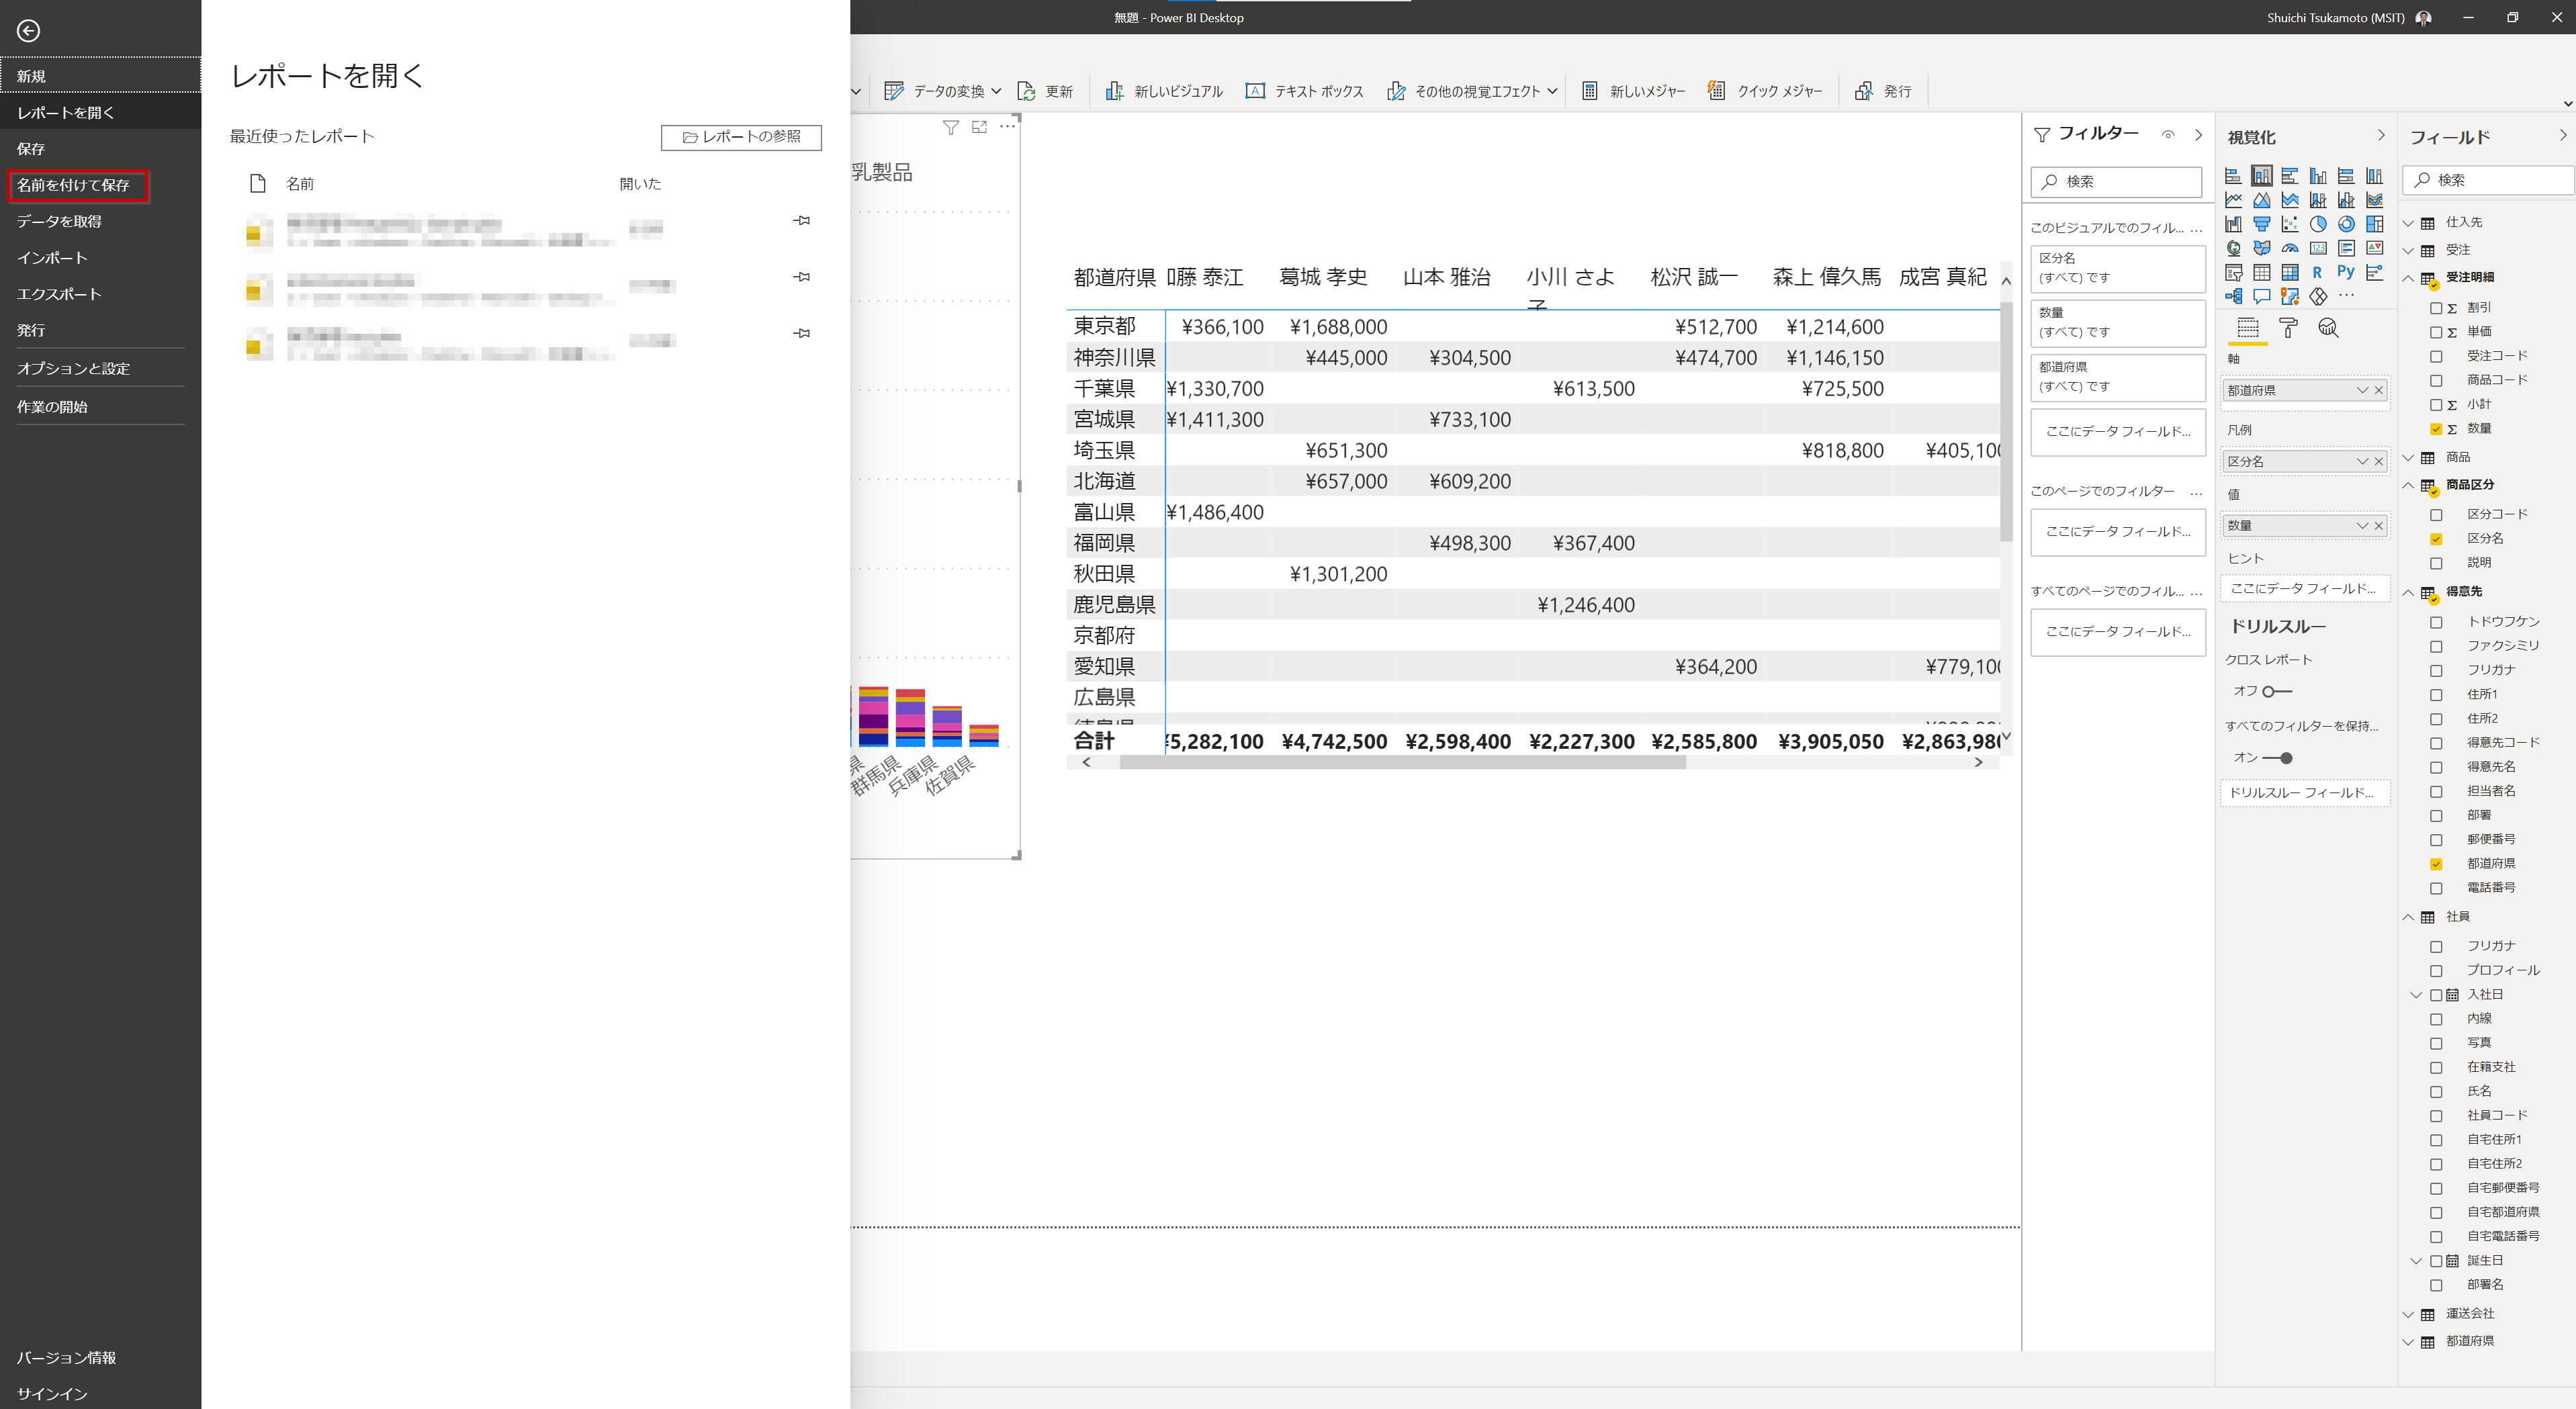 無題 - Power BI Desktop
Shuichi Tsukamoto (MSIT)
新規
レポートを開く
保存
名前を付けて保存
データを取得
インポート
エクスポート
発行
オプションと設定
作業の開始
バージョン情報
サインイン
レポートを開く
最近使ったレポート
レポートの参照
名前 開いた
データの変換 更新 新しいビジュアル テキスト ボックス その他の視覚エフェクト 新しいメジャー クイック メジャー 発行
乳製品
群馬県
兵庫県
佐賀県
都道府県 泰江 葛城 孝史 山本 雅治 小川 さよ子 松沢 誠一 森上 偉久馬 成宮 真紀
東京都 ¥366,100 ¥1,688,000 ¥512,700 ¥1,214,600
神奈川県 ¥445,000 ¥304,500 ¥474,700 ¥1,146,150
千葉県 ¥1,330,700 ¥613,500 ¥725,500
宮城県 ¥1,411,300 ¥733,100
埼玉県 ¥651,300 ¥818,800 ¥405,100
北海道 ¥657,000 ¥609,200
富山県 ¥1,486,400
福岡県 ¥498,300 ¥367,400
秋田県 ¥1,301,200
鹿児島県 ¥1,246,400
京都府
愛知県 ¥364,200 ¥779,100
広島県
合計 ¥5,282,100 ¥4,742,500 ¥2,598,400 ¥2,227,300 ¥2,585,800 ¥3,905,050 ¥2,863,980
フィルター
検索
このビジュアルでのフィル... ...
区分名
(すべて) です
数量
(すべて) です
都道府県
(すべて) です
ここにデータ フィールド...
このページでのフィルター ...
ここにデータ フィールド...
すべてのページでのフィル... ...
ここにデータ フィールド...
視覚化
123
R Py
...
軸
都道府県
凡例
区分名
値
数量
ヒント
ここにデータ フィールド...
ドリルスルー
クロス レポート
オフ
すべてのフィルターを保持...
オン
ドリルスルー フィールド...
フィールド
検索
仕入先
受注
受注明細
Σ 割引
Σ 単価
受注コード
商品コード
Σ 小計
Σ 数量
商品
商品区分
区分コード
区分名
説明
得意先
トドウフケン
ファクシミリ
フリガナ
住所1
住所2
得意先コード
得意先名
担当者名
部署
郵便番号
都道府県
電話番号
社員
フリガナ
プロフィール
入社日
内線
写真
在籍支社
氏名
社員コード
自宅住所1
自宅住所2
自宅郵便番号
自宅都道府県
自宅電話番号
誕生日
部署名
運送会社
都道府県